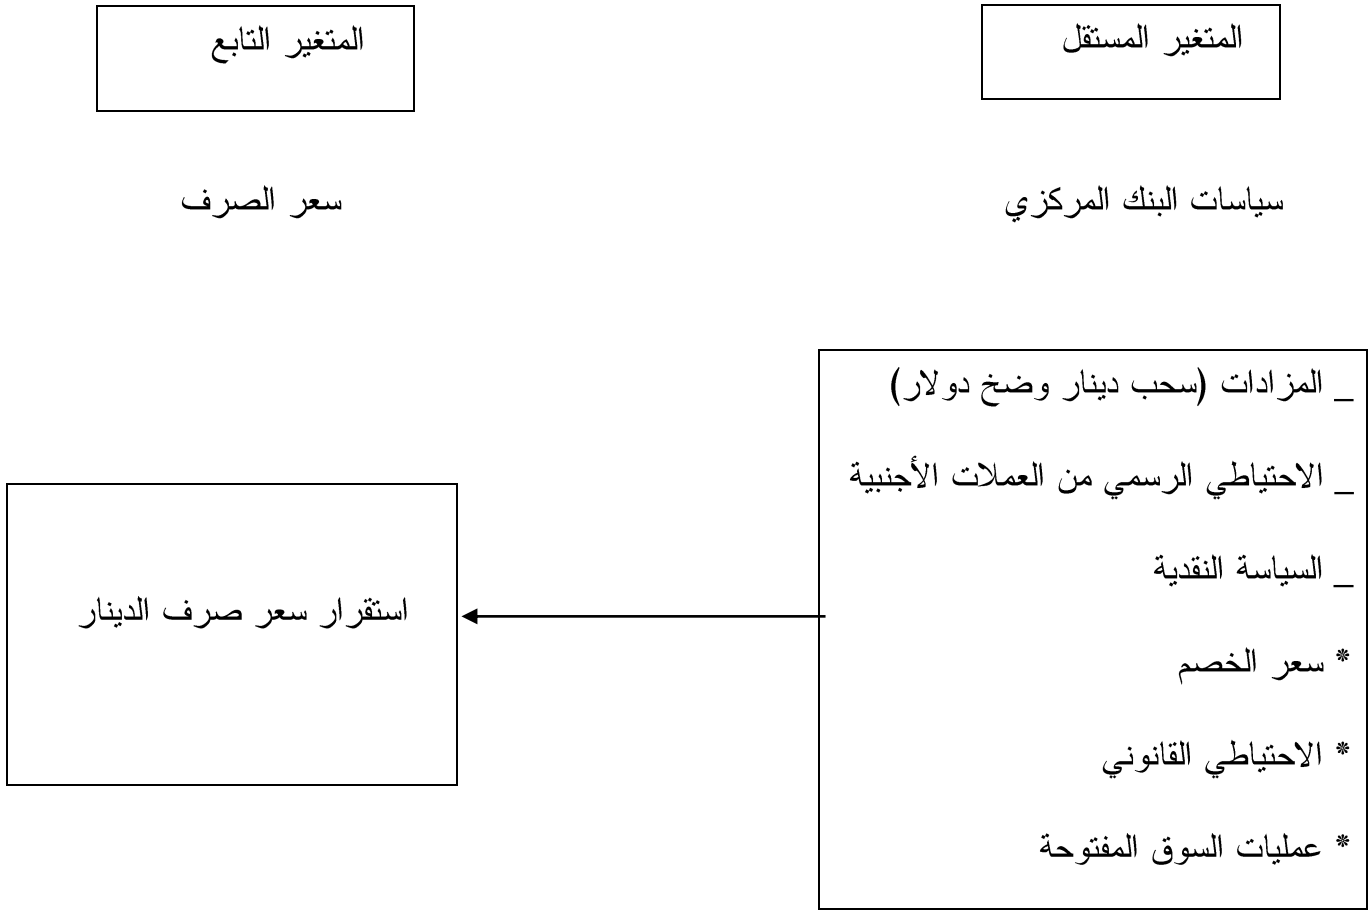 المتغير المستقل
المتغير التابع
سياسات البنك المركزي
سعر الصرف
_ المزادات (سحب دينار وضخ دولار)
_ الاحتياطي الرسمي من العملات الأجنبية
_ السياسة النقدية
* سعر الخصم
* الاحتياطي القانوني
* عمليات السوق المفتوحة
استقرار سعر صرف الدينار